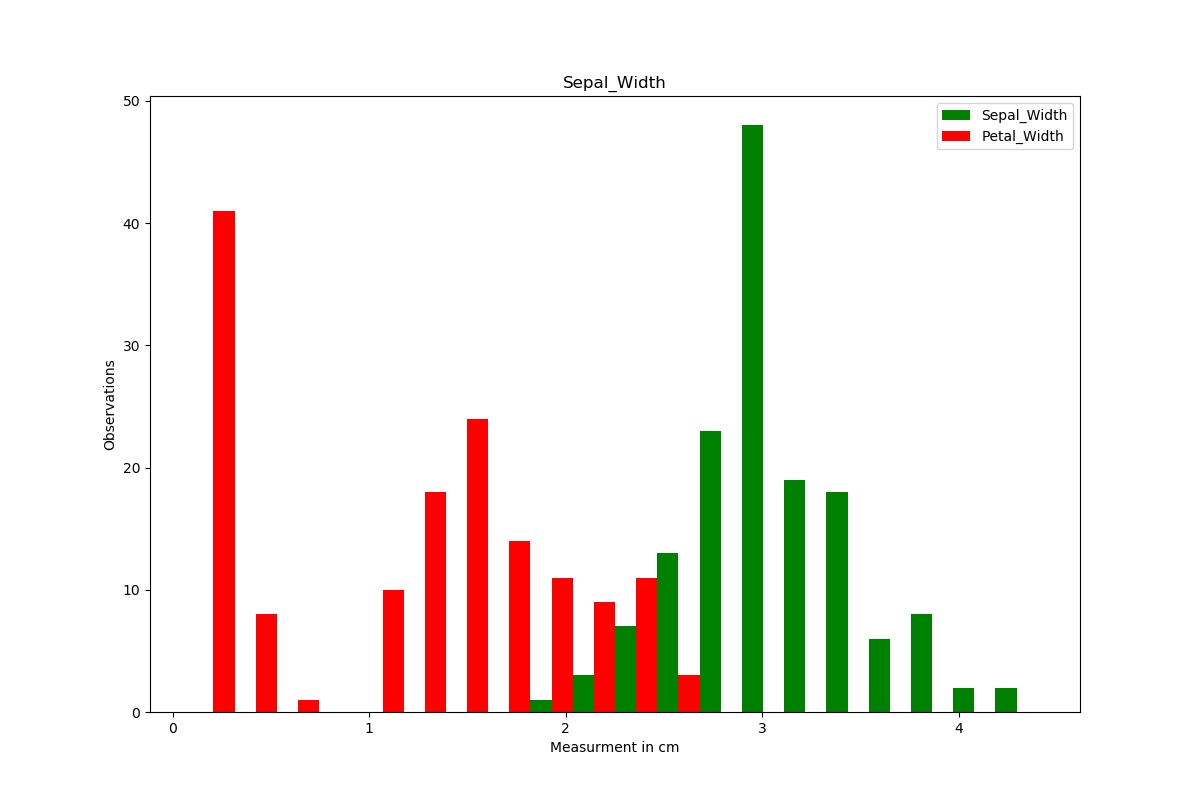 Sepal_Width
Sepal_Width
Petal_Width
50
40
30
20
10
0
Observations
0 1 2 3 4
Measurment in cm